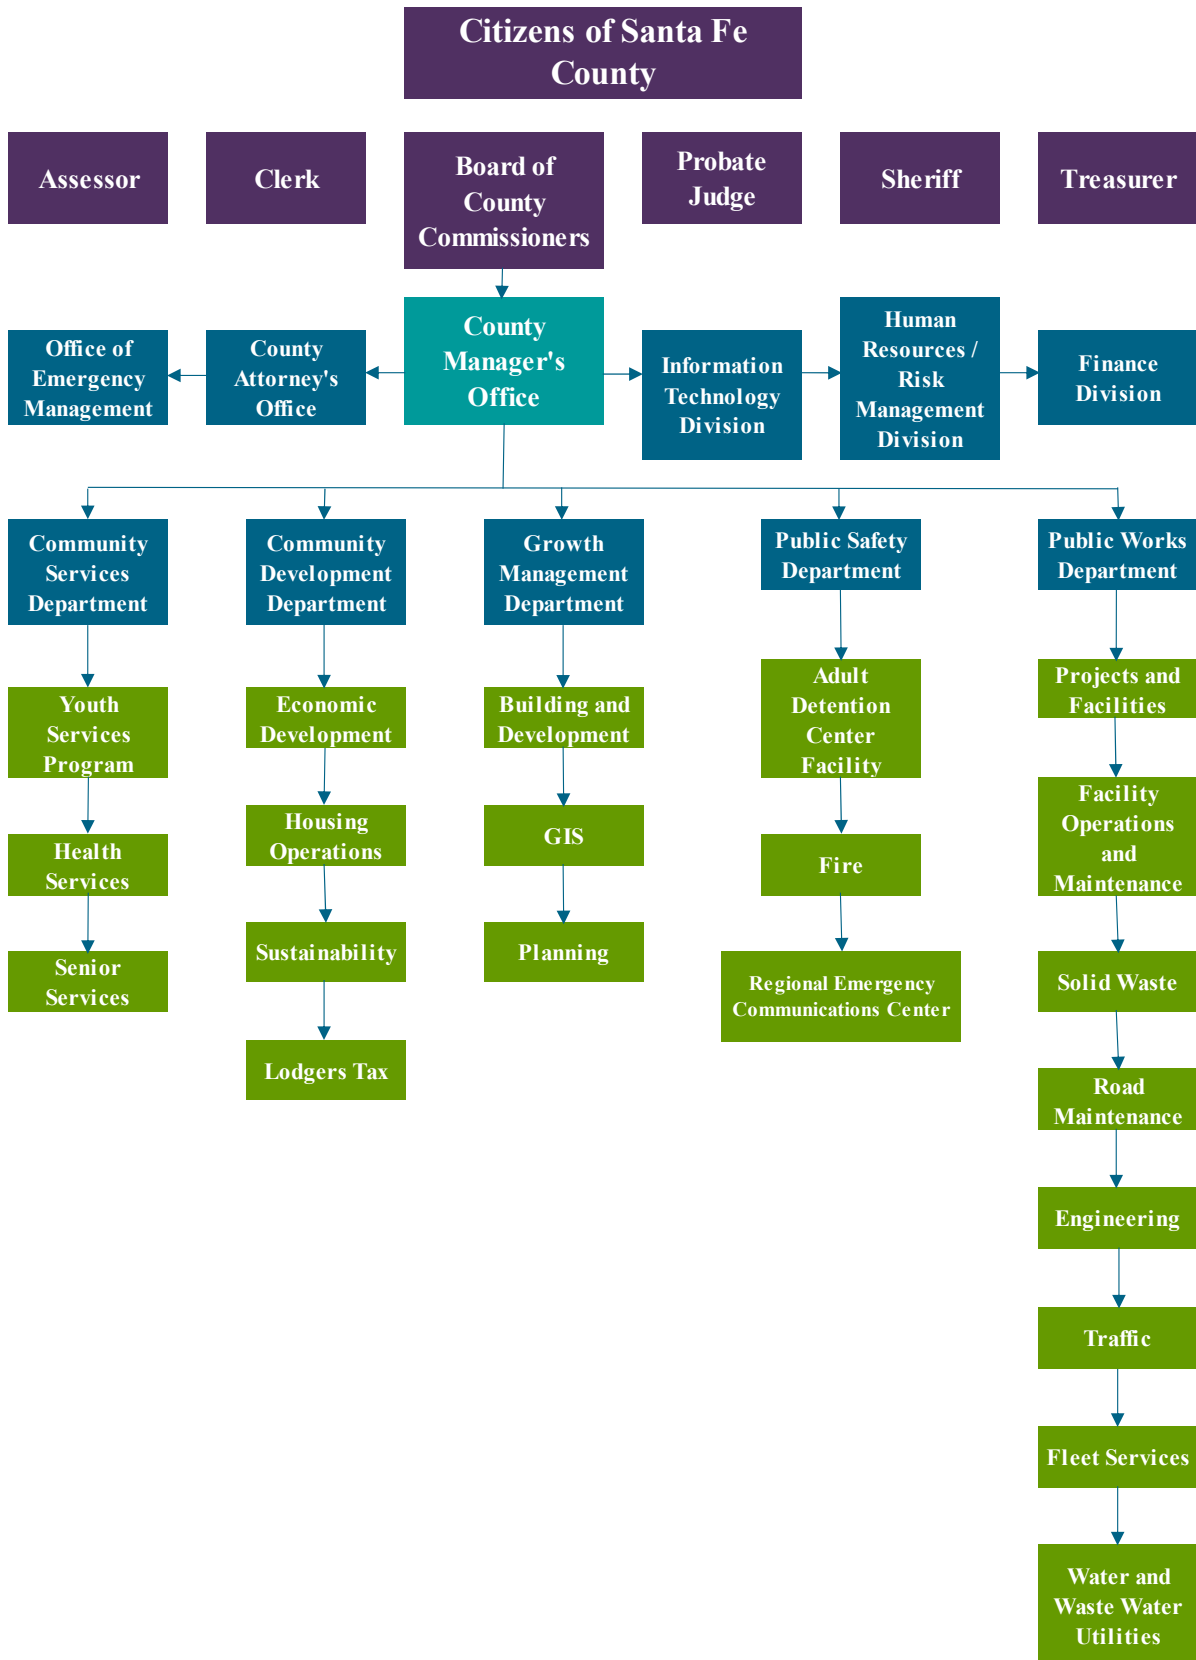 Citizens of Santa Fe
County
Assessor
Clerk
Board of
County
Commissioners
Probate
Judge
Sheriff
Treasurer
Office of
Emergency
Management
County
Attorney's
Office
County
Manager's
Office
Information
Technology
Division
Human
Resources /
Risk
Management
Division
Finance
Division
Community
Services
Department
Community
Development
Department
Growth
Management
Department
Public Safety
Department
Public Works
Department
Youth
Services
Program
Health
Services
Senior
Services
Economic
Development
Housing
Operations
Sustainability
Lodgers Tax
Building and
Development
GIS
Planning
Adult
Detention
Center
Facility
Fire
Regional Emergency
Communications Center
Projects and
Facilities
Facility
Operations
and
Maintenance
Solid Waste
Road
Maintenance
Engineering
Traffic
Fleet Services
Water and
Waste Water
Utilities